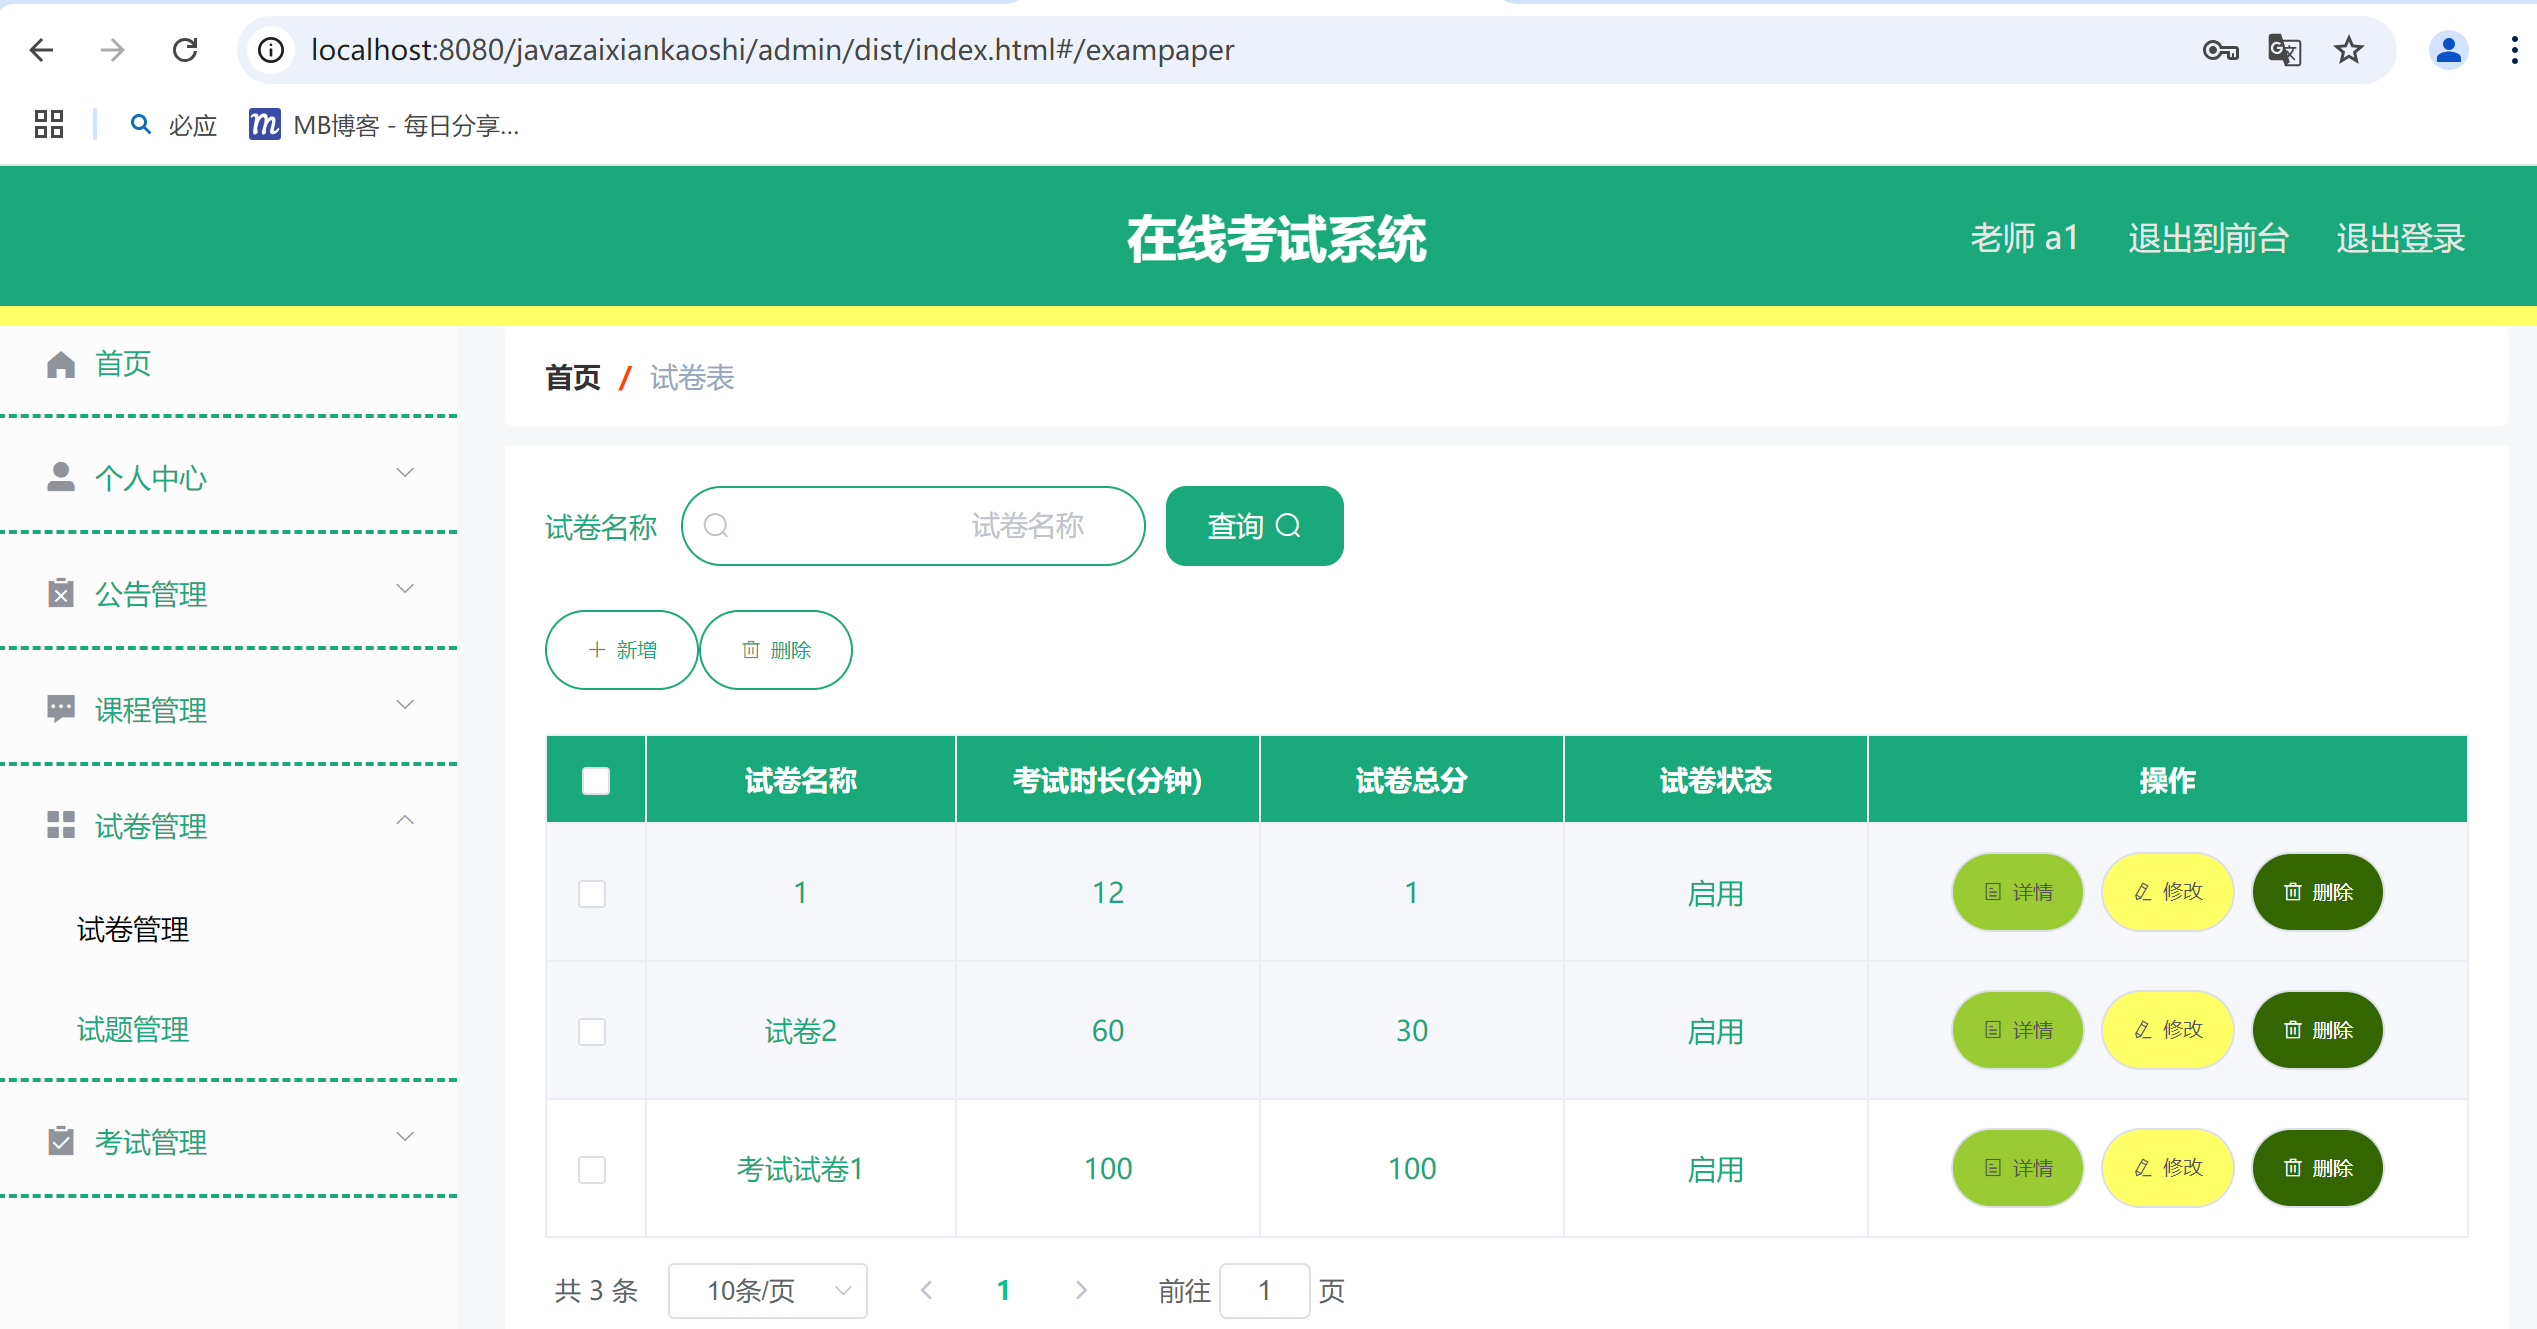 localhost:8080/javazaixiankaoshi/admin/dist/index.html#/exampaper
必应 MB博客 - 每日分享...
在线考试系统 老师 a1 退出到前台 退出登录
首页
个人中心
公告管理
课程管理
试卷管理
试卷管理
试题管理
考试管理
首页 / 试卷表
试卷名称 试卷名称 查询
新增 删除
试卷名称 考试时长(分钟) 试卷总分 试卷状态 操作
1 12 1 启用 详情 修改 删除
试卷2 60 30 启用 详情 修改 删除
考试试卷1 100 100 启用 详情 修改 删除
共 3 条 10条/页 1 前往 1 页